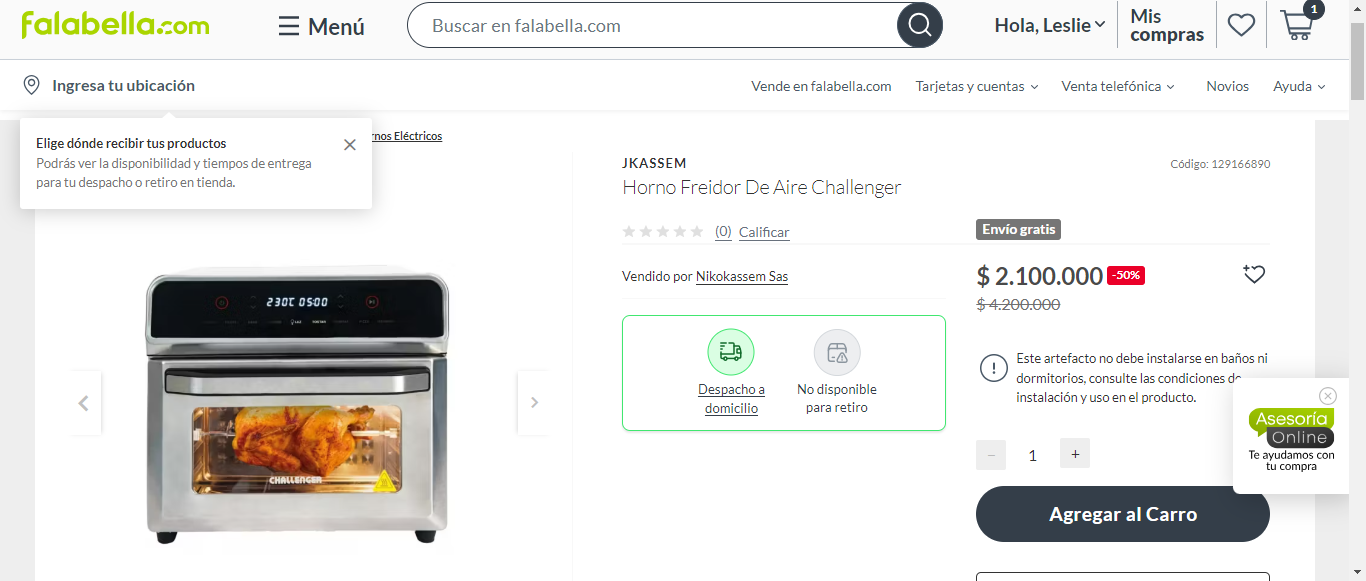 falabella.com
Menú
Buscar en falabella.com
Hola, Leslie
Mis
compras
1
Ingresa tu ubicación
Vende en falabella.com
Tarjetas y cuentas
Venta telefónica
Novios
Ayuda
Elige dónde recibir tus productos
Podrás ver la disponibilidad y tiempos de entrega
para tu despacho o retiro en tienda.
Eléctricos
JKASSEM
Código: 129166890
Horno Freidor De Aire Challenger
(0) Calificar
Envío gratis
Vendido por Nikokassem Sas
$ 2.100.000 -50%
$ 4.200.000
230C 05:00
CHALLENGER
Despacho a
domicilio
No disponible
para retiro
Este artefacto no debe instalarse en baños ni
dormitorios, consulte las condiciones de
instalación y uso en el producto.
Asesoría
Online
Te ayudamos con
tu compra
− 1 +
Agregar al Carro